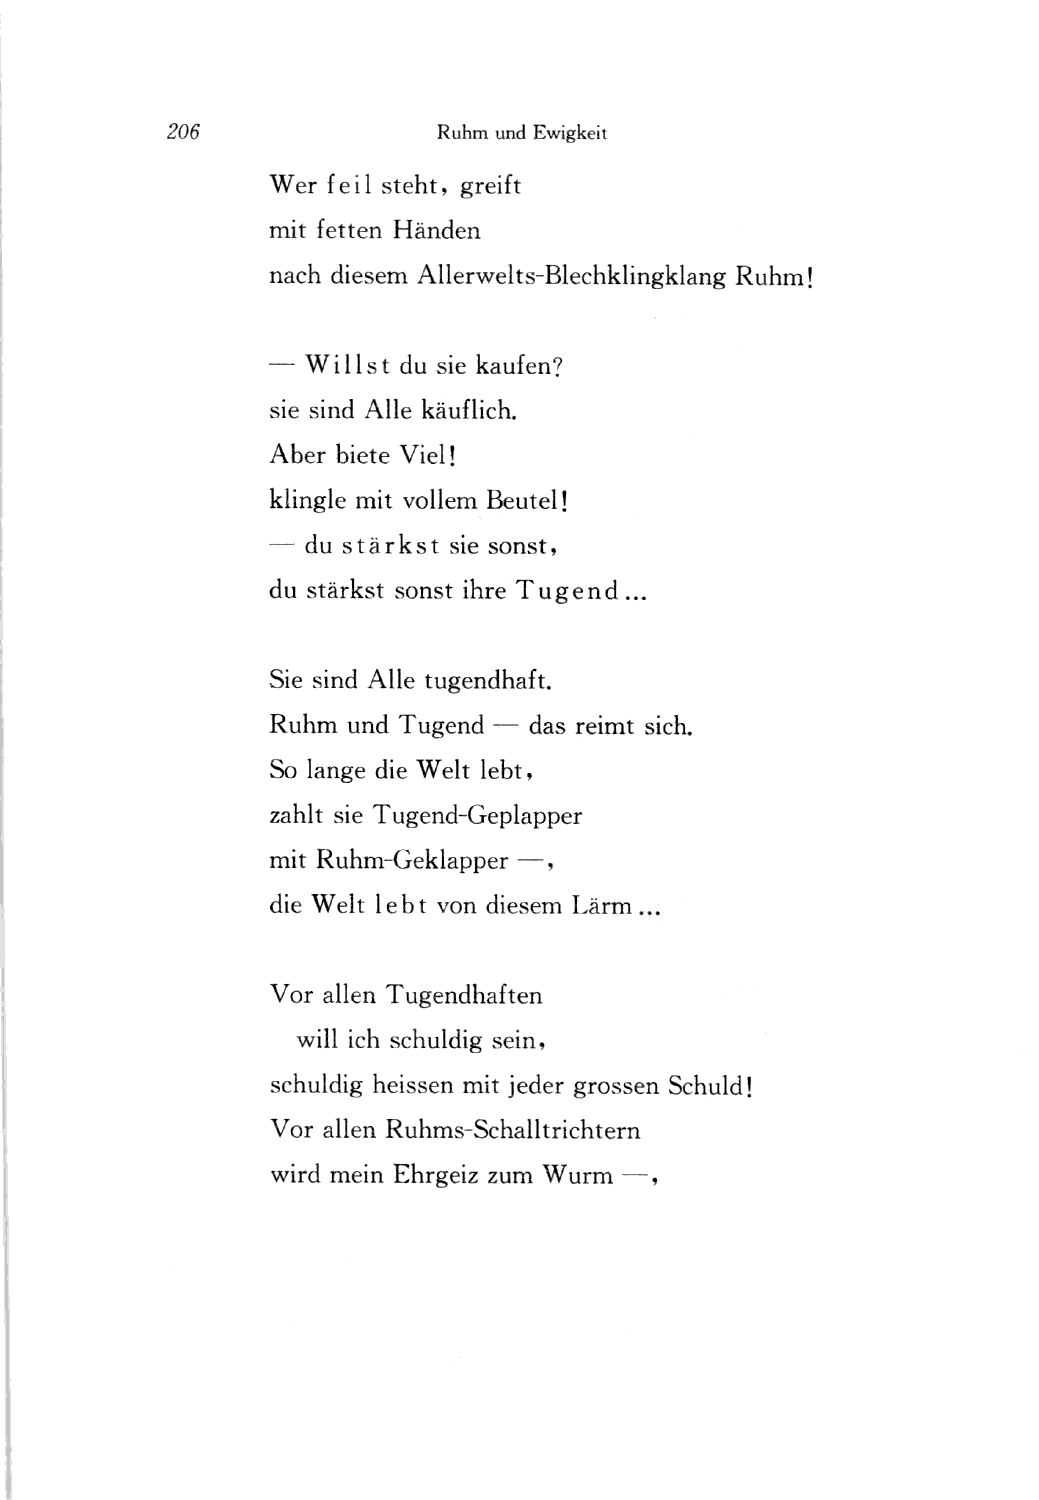 206
Ruhm und Ewigkeit
Wer feil steht, greift
mit fetten Händen
nach diesem Allerwelts-Blechklingklang Ruhm!
— Willst du sie kaufen?
sie sind Alle käuflich.
Aber biete Viel!
klingle mit vollem Beutel!
— du stärkst sie sonst,
du stärkst sonst ihre Tugend ...
Sie sind Alle tugendhaft.
Ruhm und Tugend — das reimt sich.
So lange die Welt lebt,
zahlt sie Tugend-Geplapper
mit Ruhm-Geklapper —,
die Welt lebt von diesem Lärm ...
Vor allen Tugendhaften
will ich schuldig sein,
schuldig heissen mit jeder grossen Schuld!
Vor allen Ruhms-Schalltrichtern
wird mein Ehrgeiz zum Wurm —,